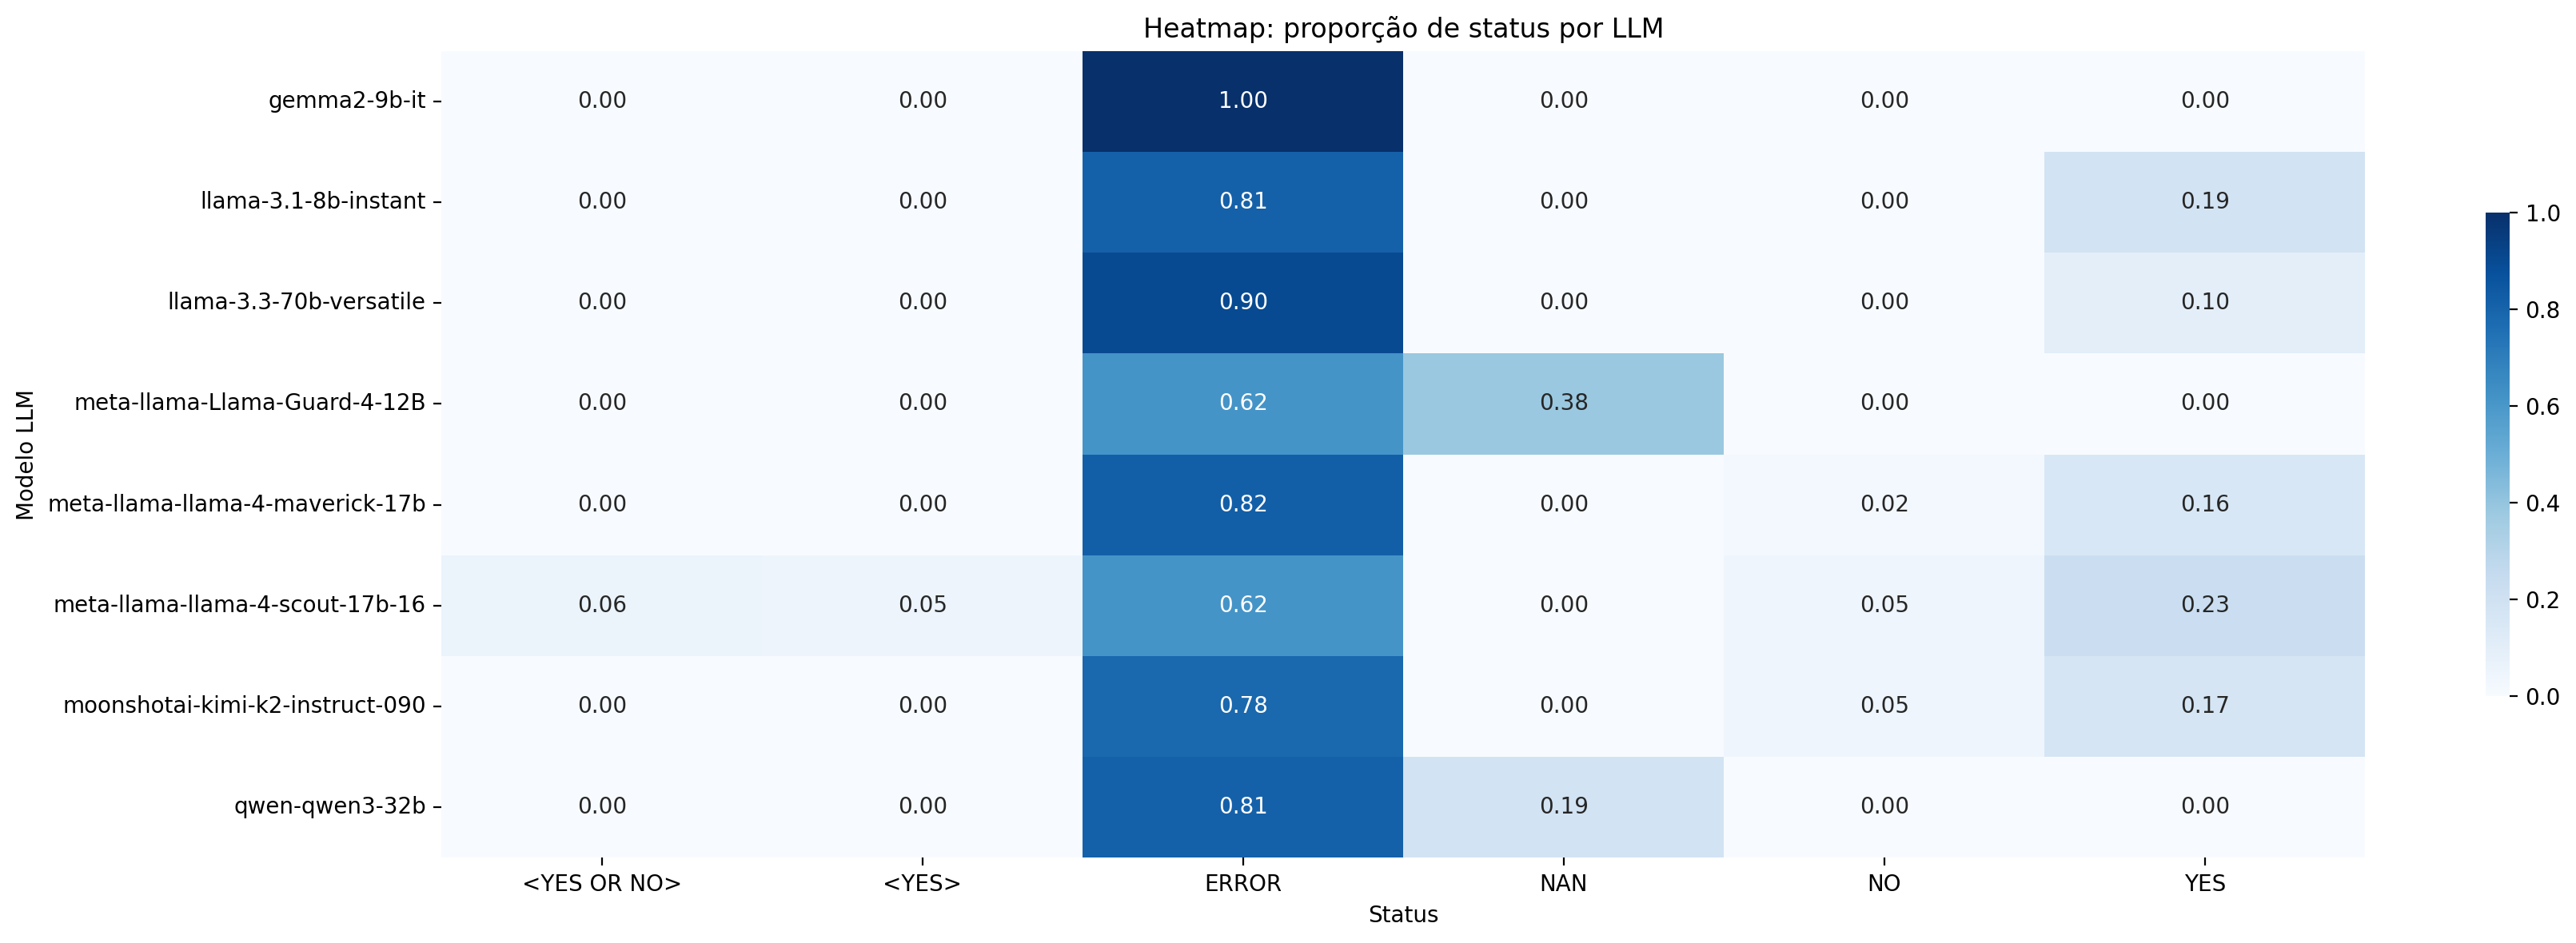 Heatmap: proporção de status por LLM
Modelo LLM
gemma2-9b-it 0.00 0.00 1.00 0.00 0.00 0.00
llama-3.1-8b-instant 0.00 0.00 0.81 0.00 0.00 0.19
llama-3.3-70b-versatile 0.00 0.00 0.90 0.00 0.00 0.10
meta-llama-Llama-Guard-4-12B 0.00 0.00 0.62 0.38 0.00 0.00
meta-llama-llama-4-maverick-17b 0.00 0.00 0.82 0.00 0.02 0.16
meta-llama-llama-4-scout-17b-16 0.06 0.05 0.62 0.00 0.05 0.23
moonshotai-kimi-k2-instruct-090 0.00 0.00 0.78 0.00 0.05 0.17
qwen-qwen3-32b 0.00 0.00 0.81 0.19 0.00 0.00
<YES OR NO> <YES> ERROR NAN NO YES
Status
1.0
0.8
0.6
0.4
0.2
0.0